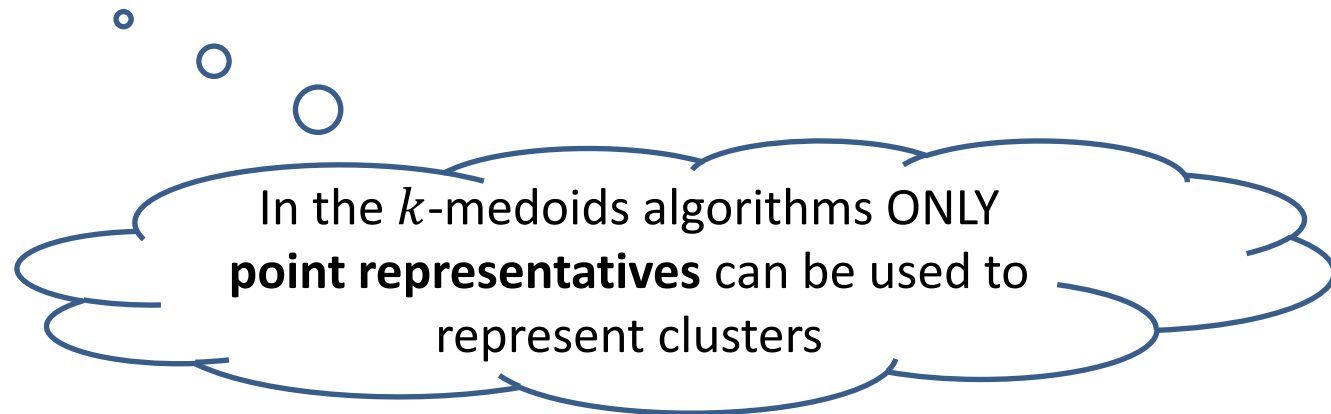 In the k-medoids algorithms ONLY
point representatives can be used to
represent clusters